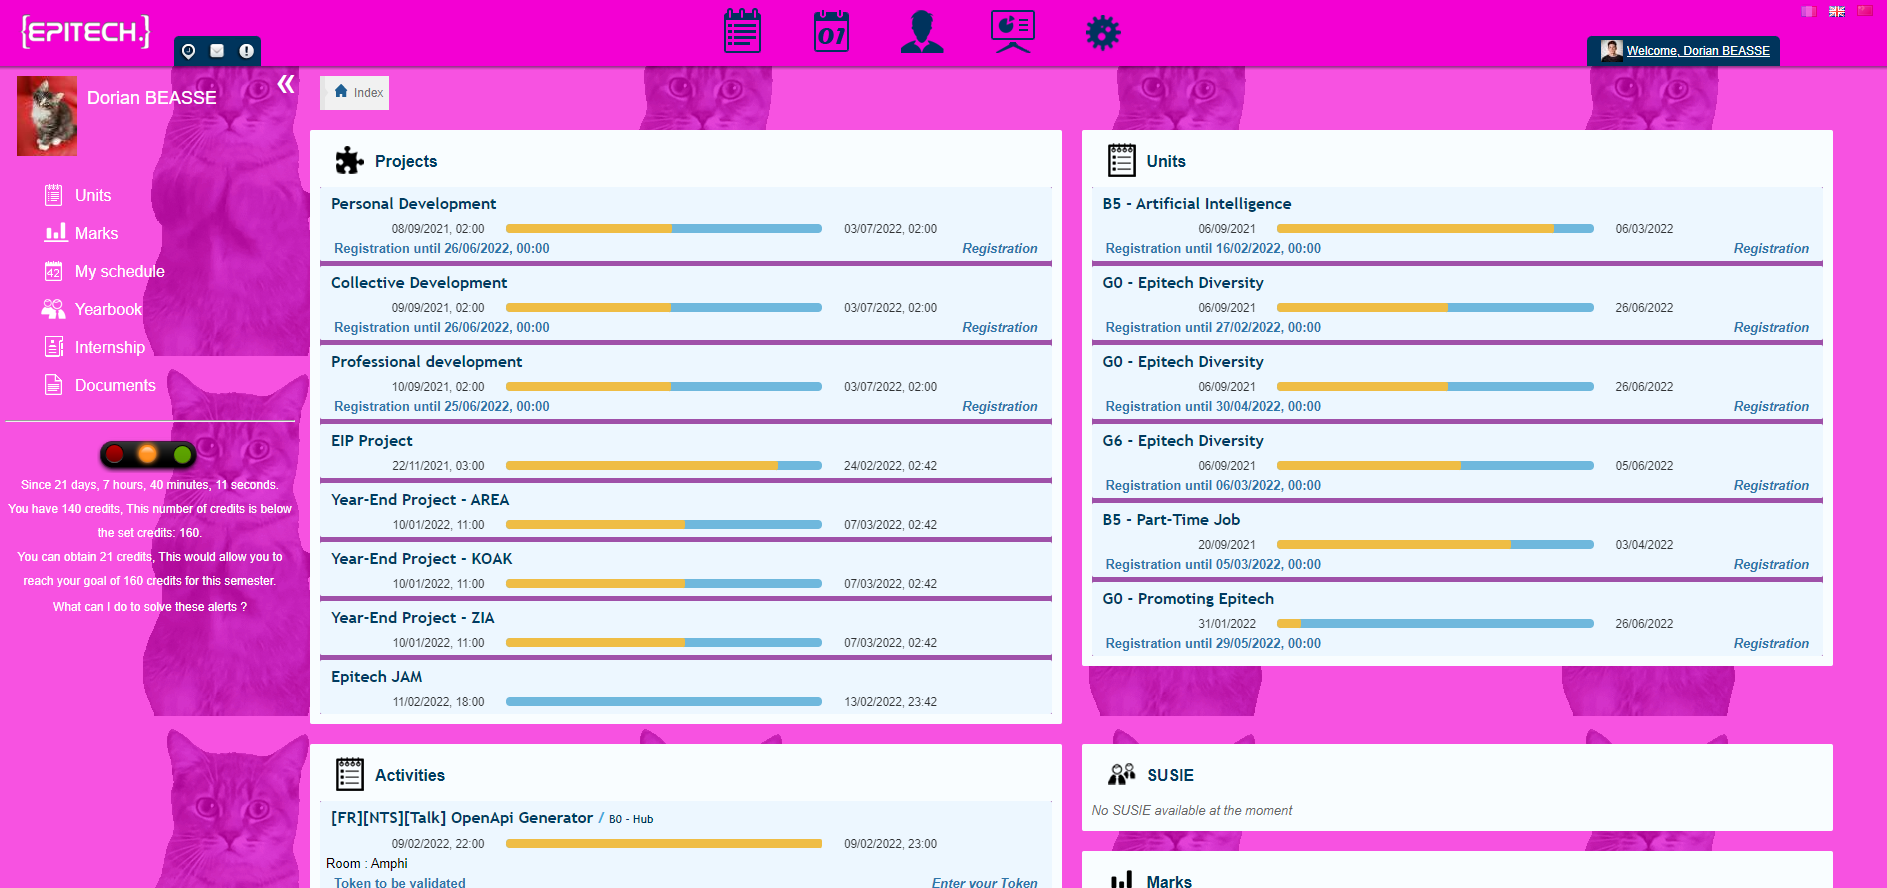 {EPITECH.}
01
Welcome, Dorian BEASSE
Dorian BEASSE
Units
Marks
42
My schedule
Yearbook
Internship
Documents
Since 21 days, 7 hours, 40 minutes, 11 seconds.
You have 140 credits, This number of credits is below
the set credits: 160.
You can obtain 21 credits, This would allow you to
reach your goal of 160 credits for this semester.
What can I do to solve these alerts ?
Index
Projects
Personal Development
08/09/2021, 02:00 03/07/2022, 02:00
Registration until 26/06/2022, 00:00 Registration
Collective Development
09/09/2021, 02:00 03/07/2022, 02:00
Registration until 26/06/2022, 00:00 Registration
Professional development
10/09/2021, 02:00 03/07/2022, 02:00
Registration until 25/06/2022, 00:00 Registration
EIP Project
22/11/2021, 03:00 24/02/2022, 02:42
Year-End Project - AREA
10/01/2022, 11:00 07/03/2022, 02:42
Year-End Project - KOAK
10/01/2022, 11:00 07/03/2022, 02:42
Year-End Project - ZIA
10/01/2022, 11:00 07/03/2022, 02:42
Epitech JAM
11/02/2022, 18:00 13/02/2022, 23:42
Units
B5 - Artificial Intelligence
06/09/2021 06/03/2022
Registration until 16/02/2022, 00:00 Registration
G0 - Epitech Diversity
06/09/2021 26/06/2022
Registration until 27/02/2022, 00:00 Registration
G0 - Epitech Diversity
06/09/2021 26/06/2022
Registration until 30/04/2022, 00:00 Registration
G6 - Epitech Diversity
06/09/2021 05/06/2022
Registration until 06/03/2022, 00:00 Registration
B5 - Part-Time Job
20/09/2021 03/04/2022
Registration until 05/03/2022, 00:00 Registration
G0 - Promoting Epitech
31/01/2022 26/06/2022
Registration until 29/05/2022, 00:00 Registration
Activities
[FR][NTS][Talk] OpenApi Generator / B0 - Hub
09/02/2022, 22:00 09/02/2022, 23:00
Room : Amphi
Token to be validated Enter your Token
SUSIE
No SUSIE available at the moment
Marks